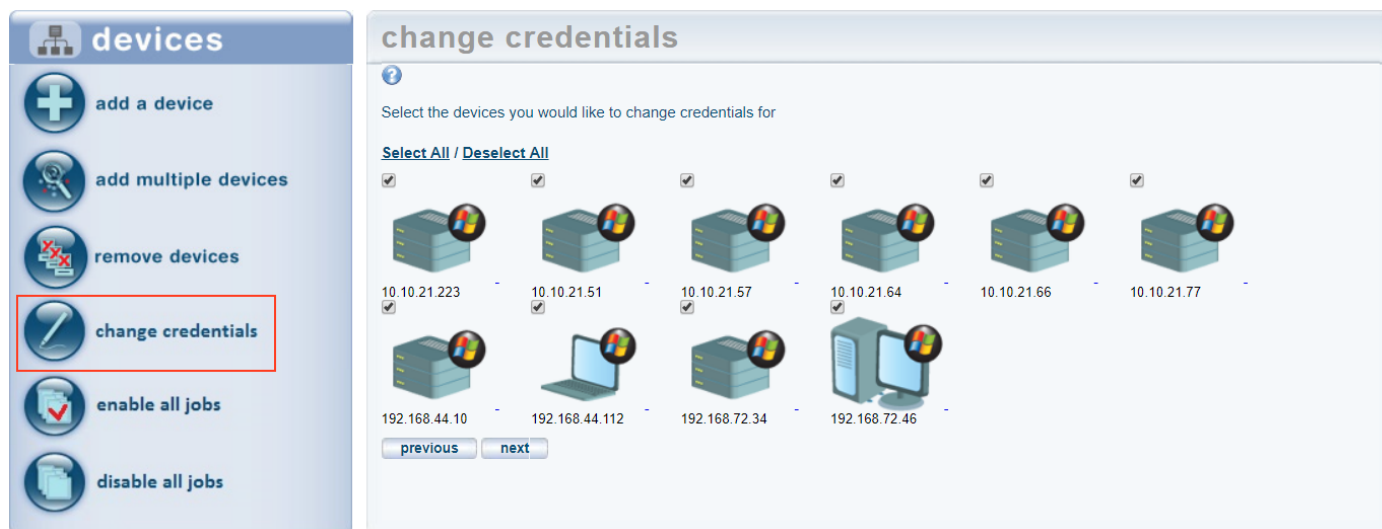 devices
add a device
add multiple devices
remove devices
change credentials
enable all jobs
disable all jobs
change credentials
?
Select the devices you would like to change credentials for
Select All / Deselect All
10.10.21.223 - 10.10.21.51 - 10.10.21.57 - 10.10.21.64 - 10.10.21.66 - 10.10.21.77 -
192.168.44.10 - 192.168.44.112 - 192.168.72.34 - 192.168.72.46 -
previous next